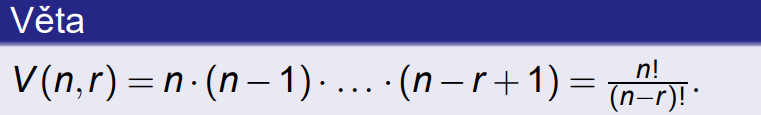 Věta
V(n,r) = n·(n−1)·…·(n−r+1) = n!/(n−r)!.